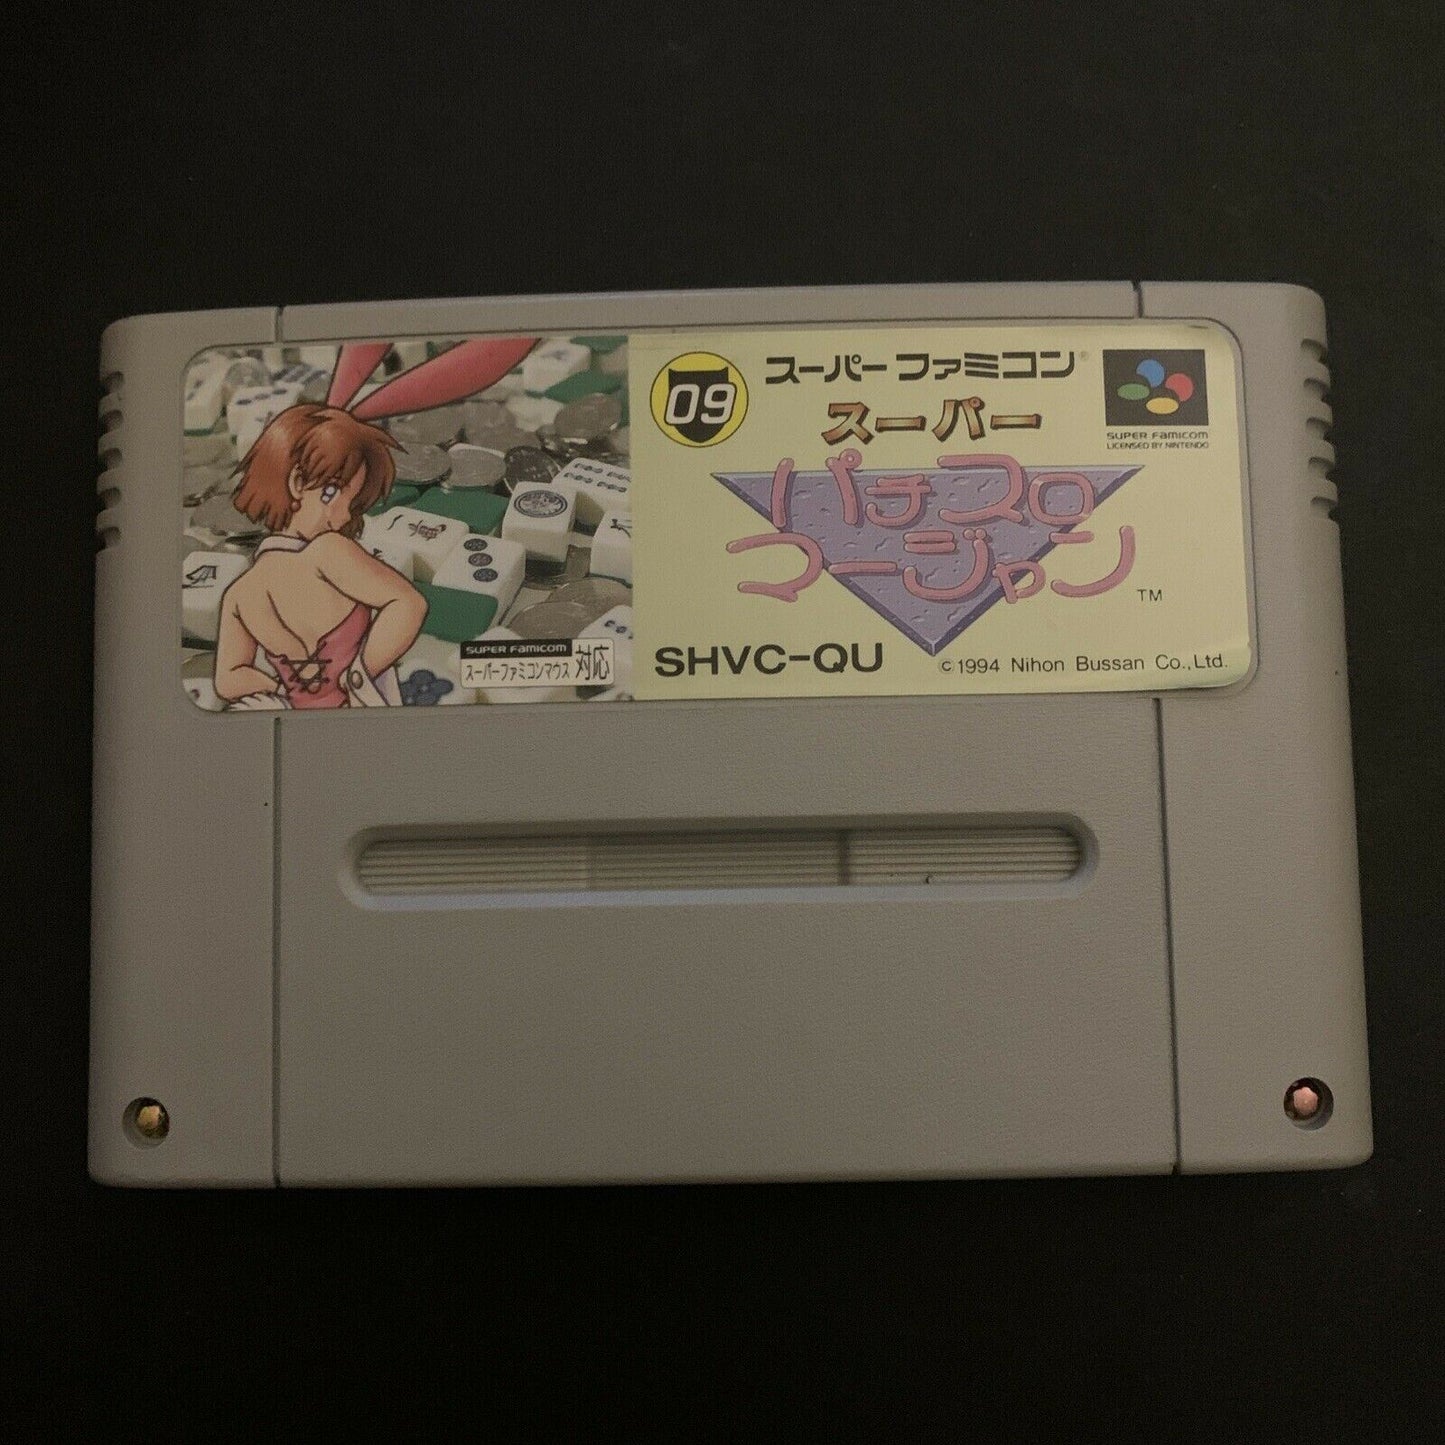 09
スーパーファミコン®
スーパー
パチスロ
マージャン
TM
SUPER FAMICOM
LICENSED BY NINTENDO
SUPER FAMICOM
スーパーファミコンマウス 対応
SHVC-QU
©1994 Nihon Bussan Co.,Ltd.